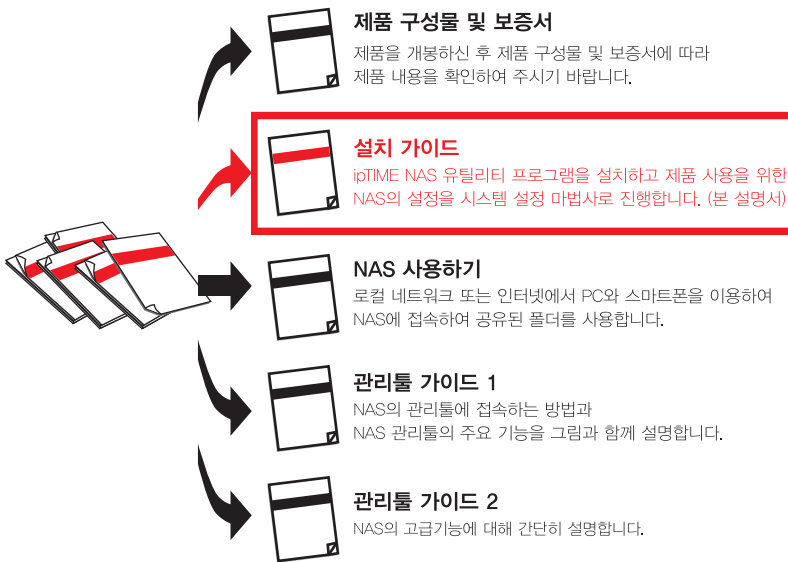 제품 구성물 및 보증서
제품을 개봉하신 후 제품 구성물 및 보증서에 따라
제품 내용을 확인하여 주시기 바랍니다.
설치 가이드
ipTIME NAS 유틸리티 프로그램을 설치하고 제품 사용을 위한
NAS의 설정을 시스템 설정 마법사로 진행합니다. (본 설명서)
NAS 사용하기
로컬 네트워크 또는 인터넷에서 PC와 스마트폰을 이용하여
NAS에 접속하여 공유된 폴더를 사용합니다.
관리툴 가이드 1
NAS의 관리툴에 접속하는 방법과
NAS 관리툴의 주요 기능을 그림과 함께 설명합니다.
관리툴 가이드 2
NAS의 고급기능에 대해 간단히 설명합니다.